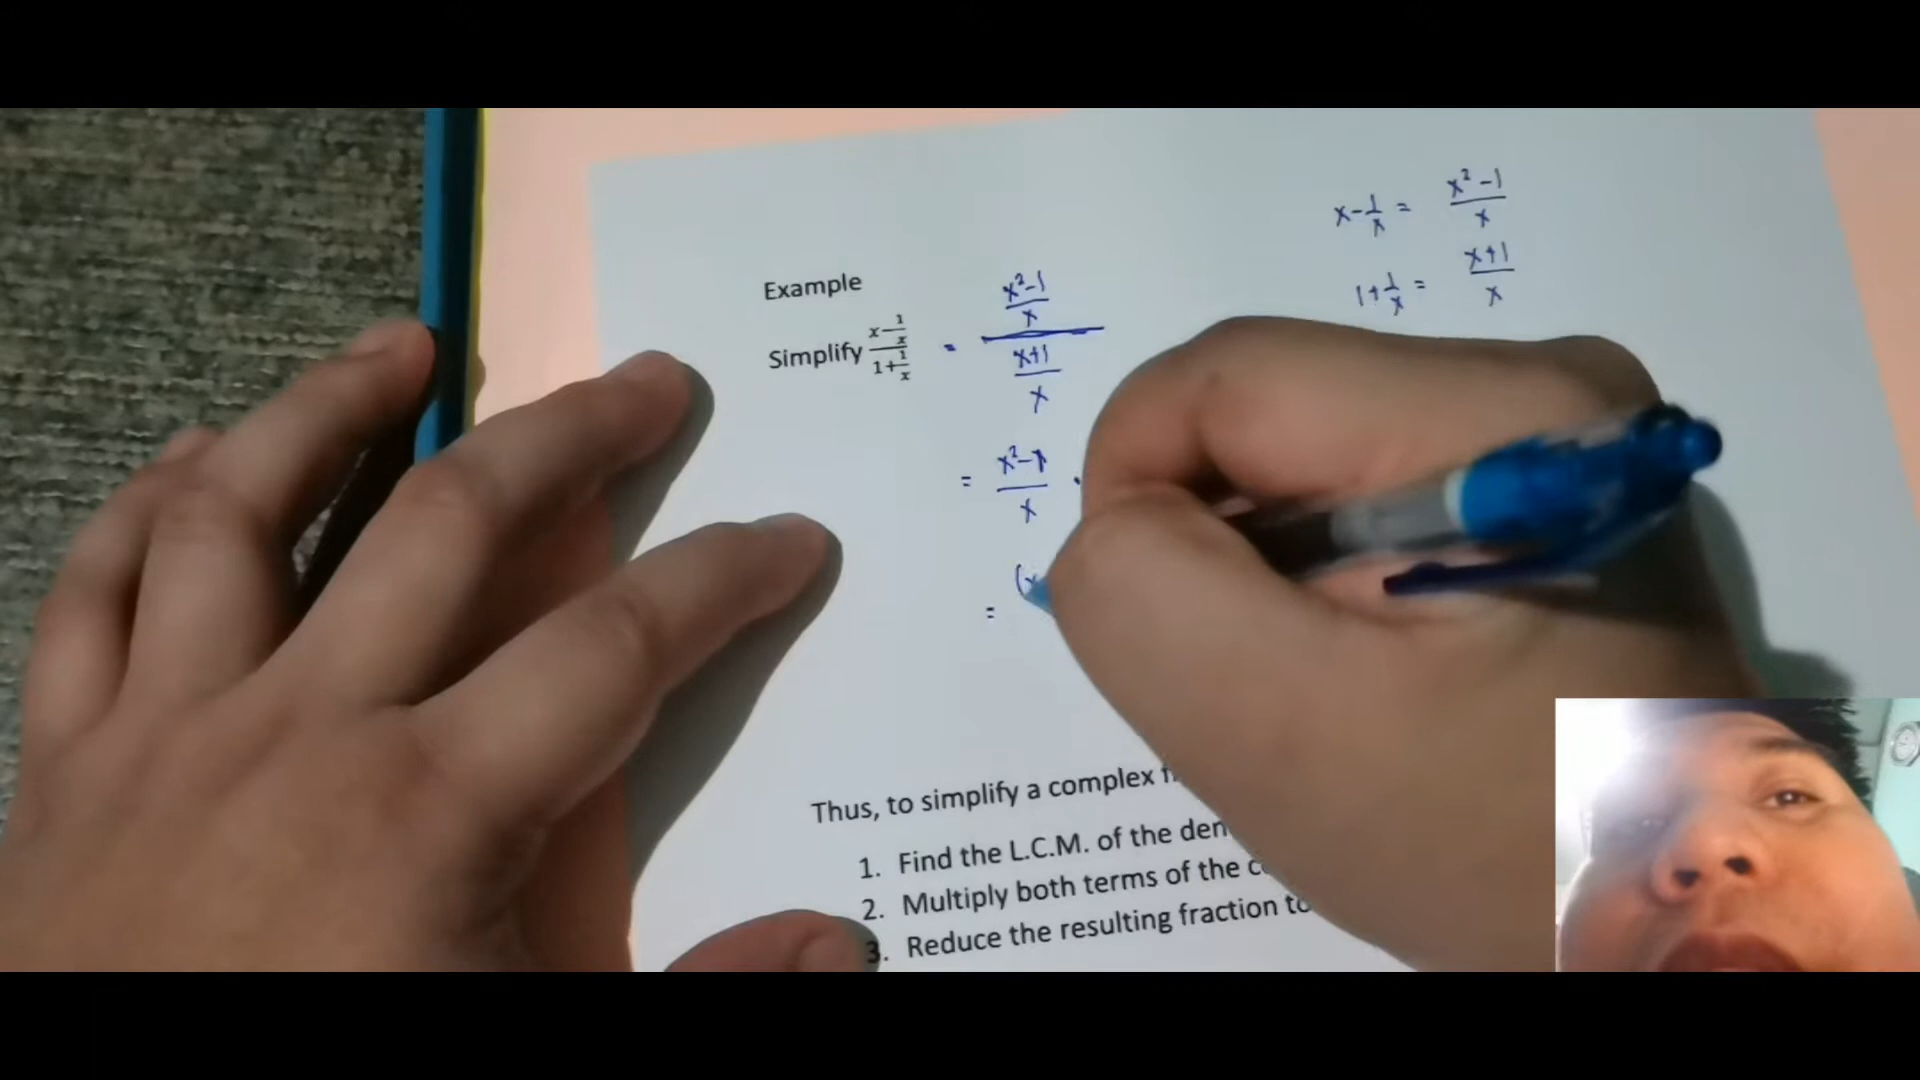 x-1/x = x²-1/x
1+1/x = x+1/x
Example
Simplify x-1/x / 1+1/x = x²-1/x / x+1/x
= x²-1/x ·
= (x
Thus, to simplify a complex
1. Find the L.C.M. of the
2. Multiply both terms of the
3. Reduce the resulting fraction to